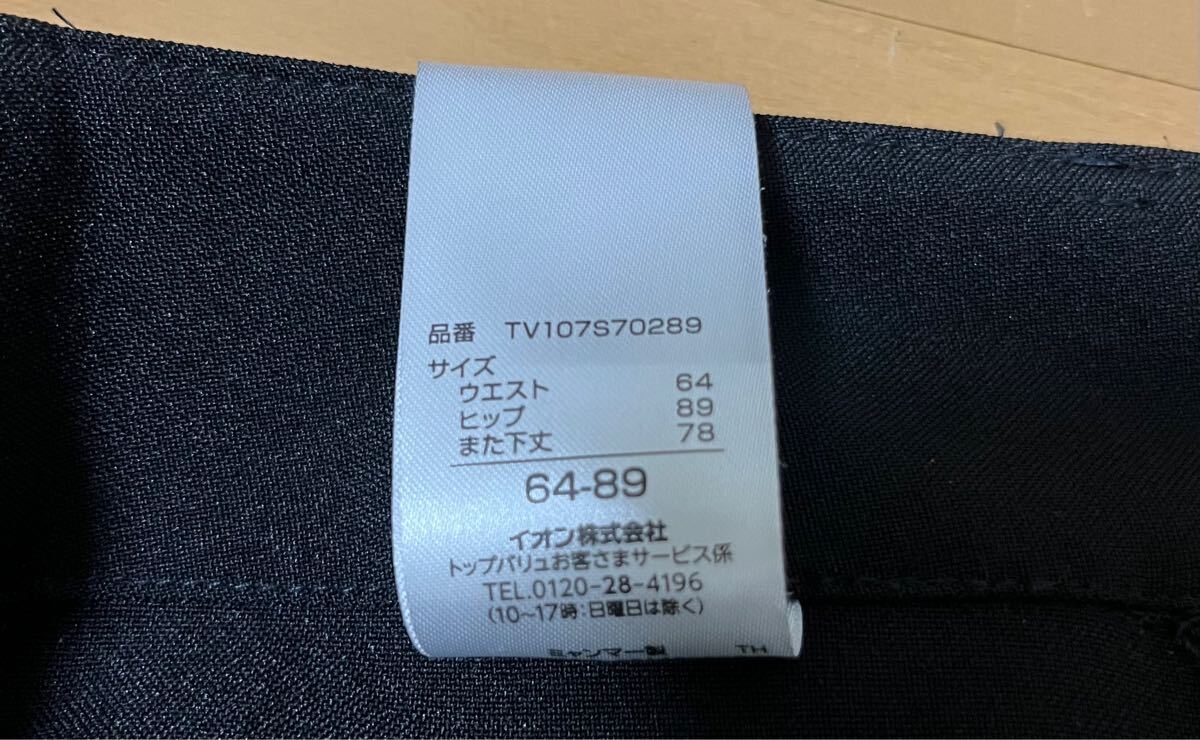 品番 TV107S70289
サイズ
ウエスト 64
ヒップ 89
また下丈 78
64-89
イオン株式会社
トップバリュお客さまサービス係
TEL.0120-28-4196
(10~17時:日曜日は除く)
ミャンマー製 TH